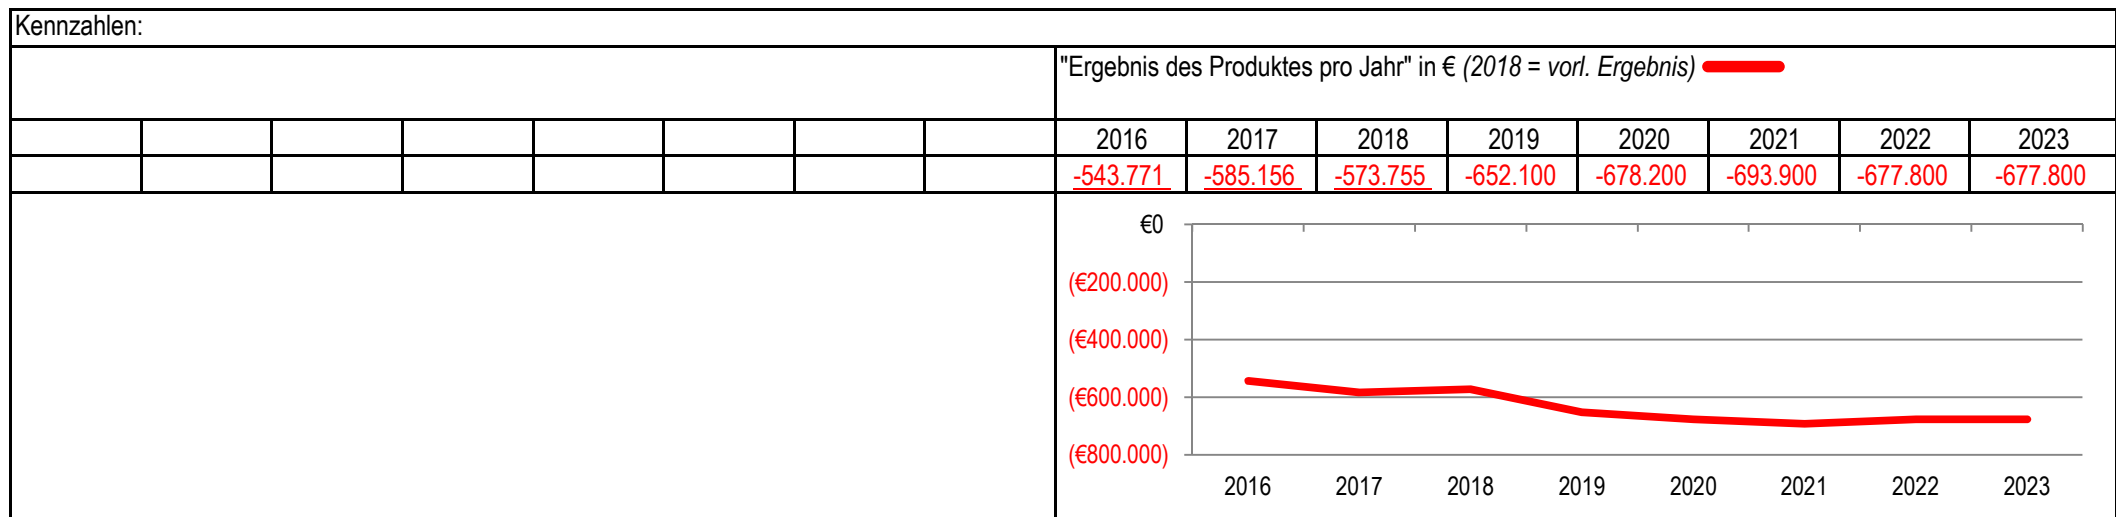 Kennzahlen:
"Ergebnis des Produktes pro Jahr" in € (2018 = vorl. Ergebnis)
2016 2017 2018 2019 2020 2021 2022 2023
-543.771 -585.156 -573.755 -652.100 -678.200 -693.900 -677.800 -677.800
€0
(€200.000)
(€400.000)
(€600.000)
(€800.000)
2016 2017 2018 2019 2020 2021 2022 2023